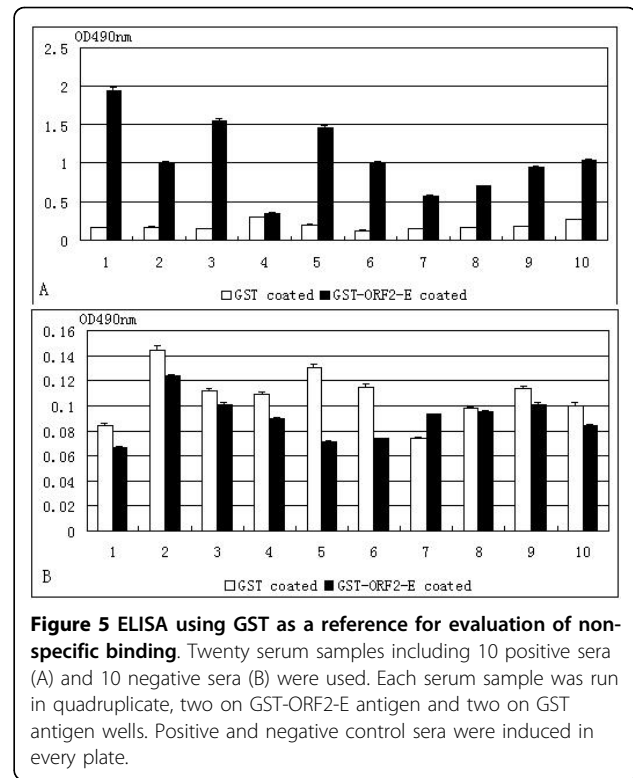 OD490nm
2.5
2
1.5
1
0.5
0
1 2 3 4 5 6 7 8 9 10
A
□GST coated ■GST-ORF2-E coated
OD490nm
0.16
0.14
0.12
0.1
0.08
0.06
0.04
0.02
0
1 2 3 4 5 6 7 8 9 10
B
□GST coated ■GST-ORF2-E coated
Figure 5 ELISA using GST as a reference for evaluation of non-
specific binding. Twenty serum samples including 10 positive sera
(A) and 10 negative sera (B) were used. Each serum sample was run
in quadruplicate, two on GST-ORF2-E antigen and two on GST
antigen wells. Positive and negative control sera were induced in
every plate.